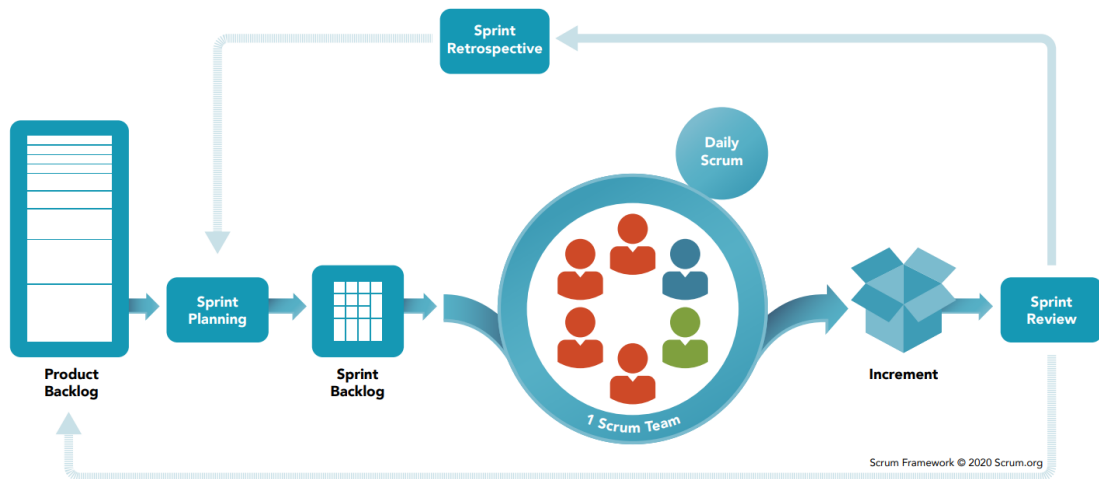 Sprint
Retrospective
Daily
Scrum
Sprint
Planning
Sprint
Review
Product
Backlog
Sprint
Backlog
1 Scrum Team
Increment
Scrum Framework © 2020 Scrum.org